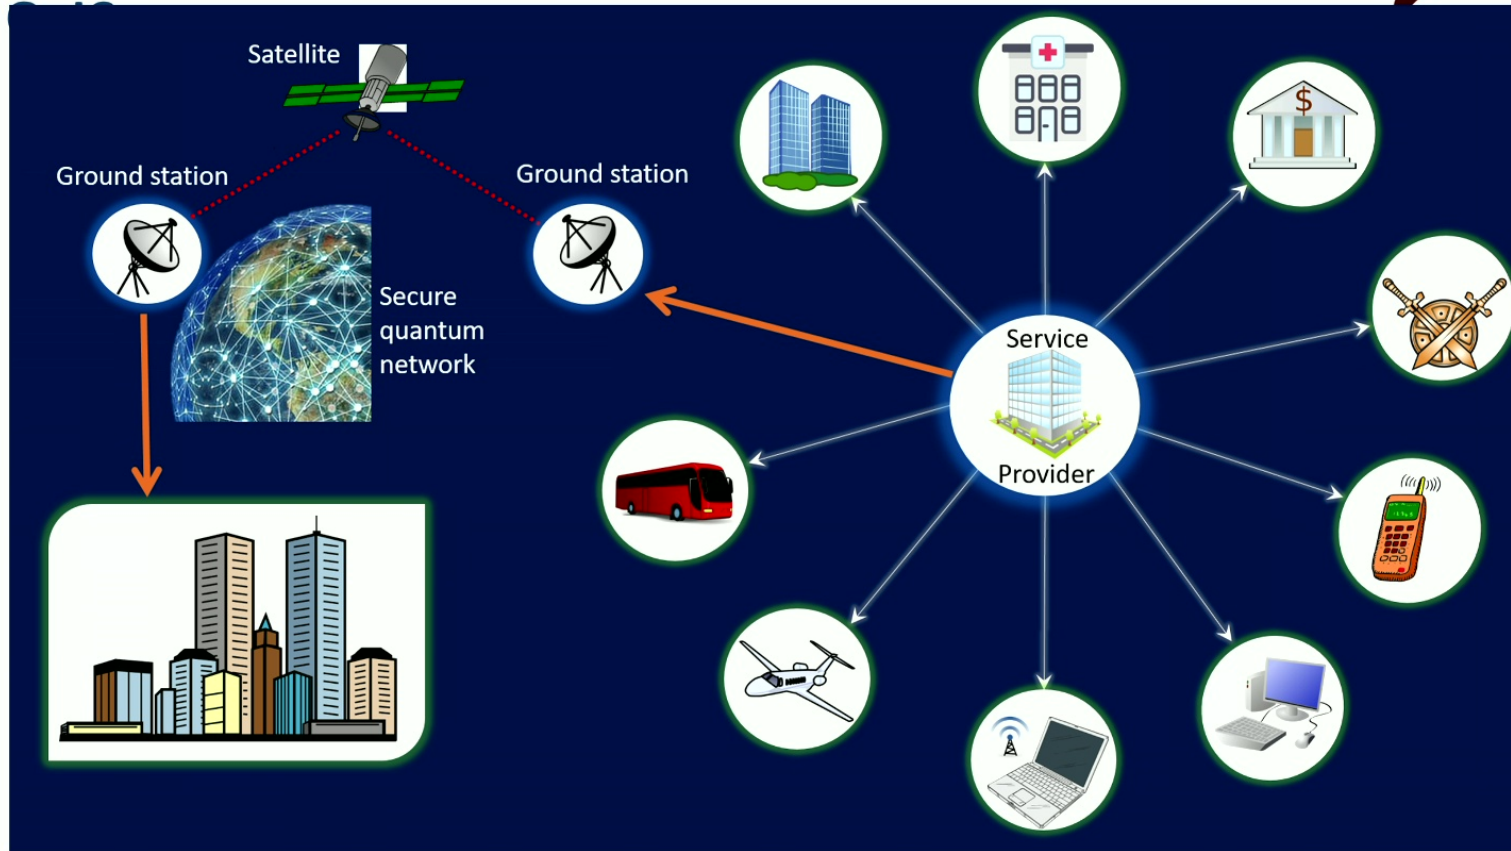 Satellite
Ground station
Ground station
Secure
quantum
network
$
Service
Provider